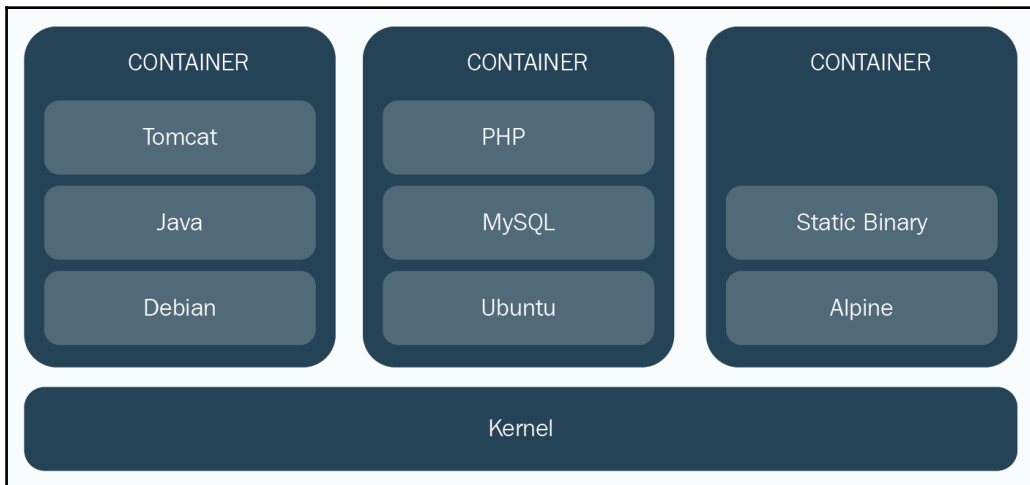 CONTAINER
Tomcat
Java
Debian
CONTAINER
PHP
MySQL
Ubuntu
CONTAINER
Static Binary
Alpine
Kernel